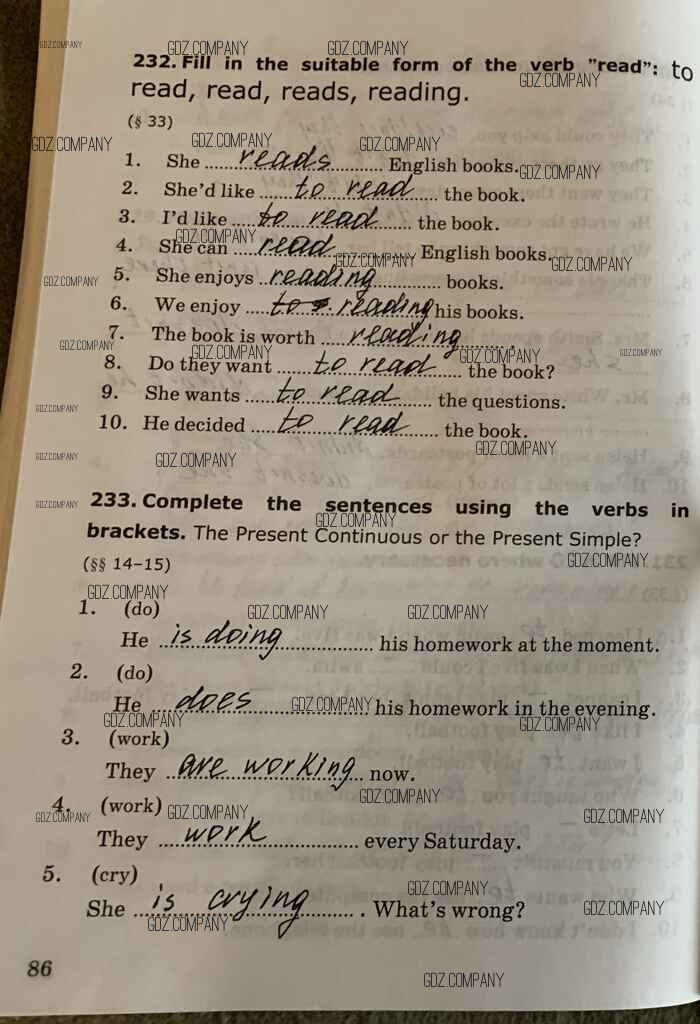 232. Fill in the suitable form of the verb "read": to
read, read, reads, reading.
(§ 33)
1. She reads English books.
2. She'd like to read the book.
3. I'd like to read the book.
4. She can read English books.
5. She enjoys reading books.
6. We enjoy reading his books.
7. The book is worth reading.
8. Do they want to read the book?
9. She wants to read the questions.
10. He decided to read the book.
233. Complete the sentences using the verbs in
brackets. The Present Continuous or the Present Simple?
(§§ 14–15)
1. (do)
He is doing his homework at the moment.
2. (do)
He does his homework in the evening.
3. (work)
They are working now.
4. (work)
They work every Saturday.
5. (cry)
She is crying. What's wrong?
86
GDZ.COMPANY